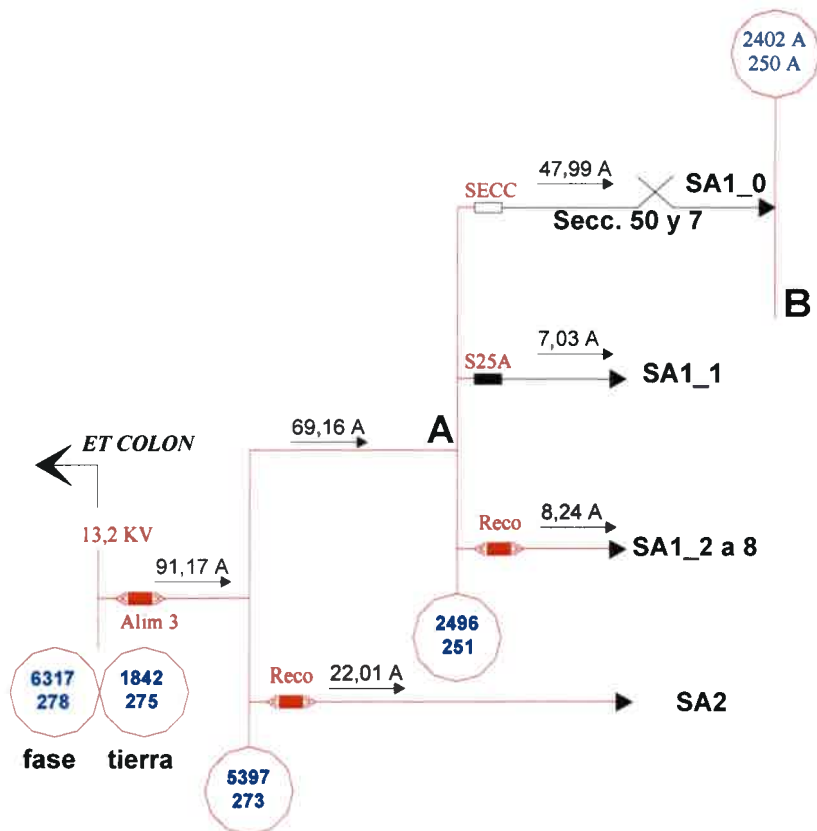 2402 A
250 A
47,99 A
SECC
SA1_0
Secc. 50 y 7
B
7,03 A
S25A
SA1_1
69,16 A
A
ET COLON
8,24 A
Reco
SA1_2 a 8
13,2 KV
91,17 A
Alim 3
2496
251
6317
278
1842
275
Reco
22,01 A
SA2
fase
tierra
5397
273